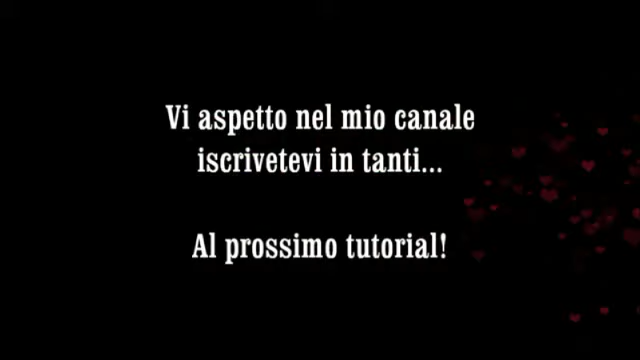 Vi aspetto nel mio canale
iscrivetevi in tanti...
Al prossimo tutorial!